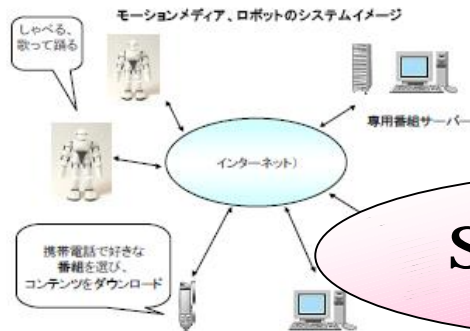 モーションメディア、ロボットのシステムイメージ
しゃべる、
歌って踊る
専用番組サーバー
インターネット)
携帯電話で好きな
番組を選び、
コンテンツをダウンロード
S